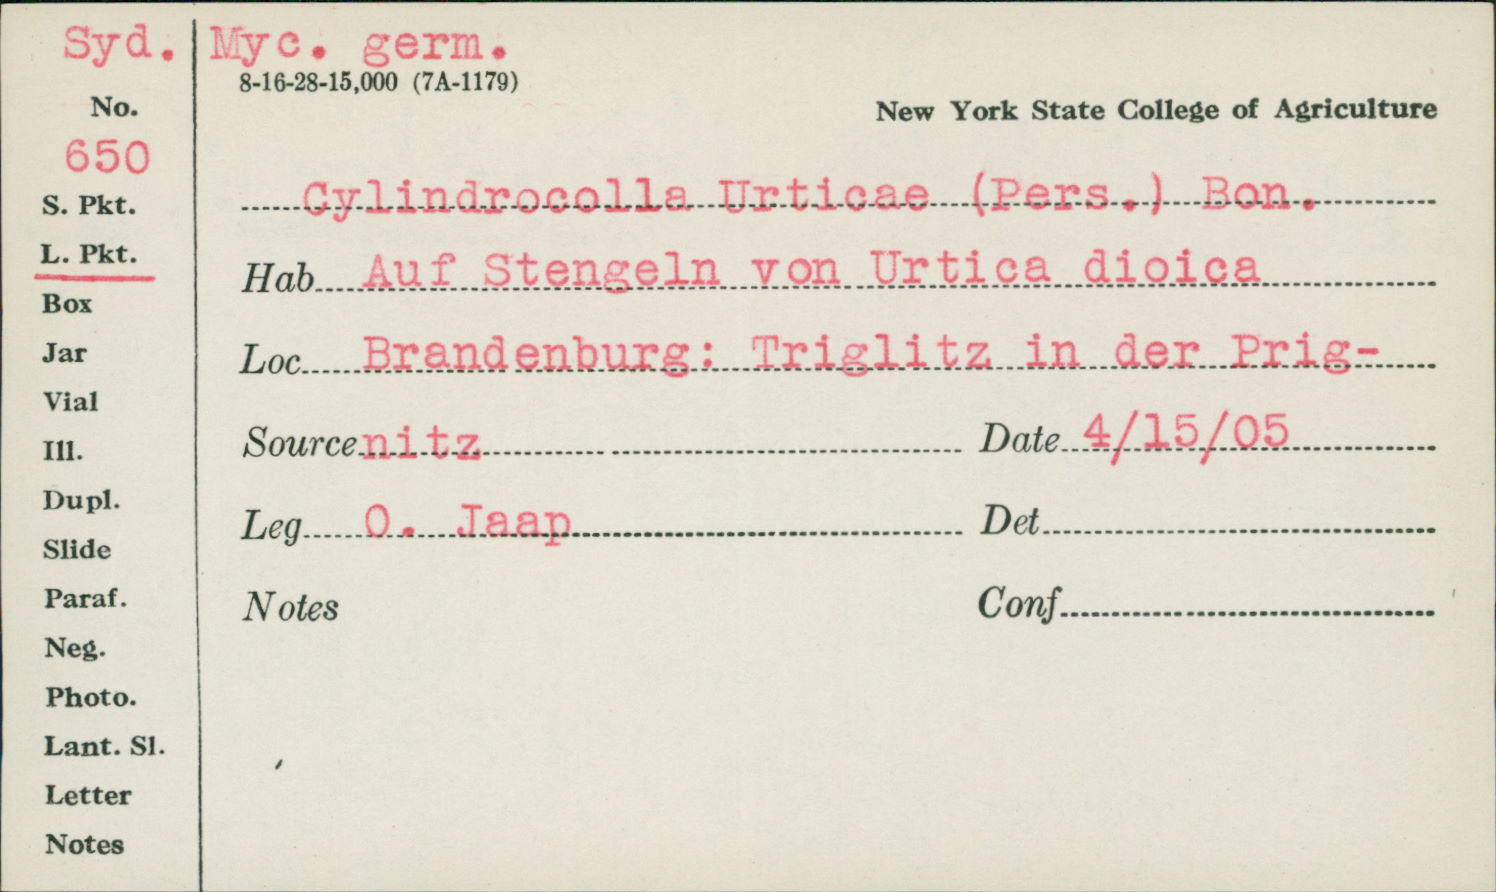 Syd. Myc. germ.
8-16-28-15,000 (7A-1179)
No.
New York State College of Agriculture
650
Cylindrocolla Urticae (Pers.) Bon.
S. Pkt.
L. Pkt.
Hab Auf Stengeln von Urtica dioica
Box
Jar
Loc Brandenburg: Triglitz in der Prig-
Vial
Ill.
Source nitz Date 4/15/05
Dupl.
Leg O. Jaap Det
Slide
Paraf.
Notes Conf
Neg.
Photo.
Lant. Sl.
Letter
Notes